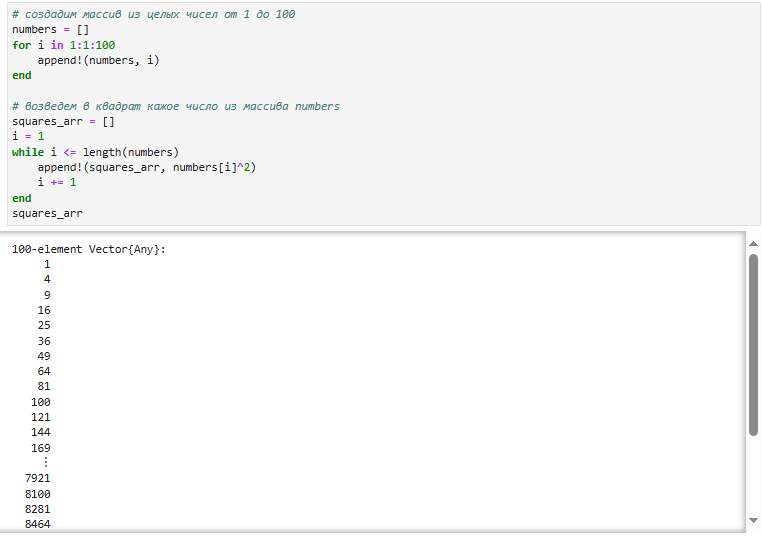 # создадим массив из целых чисел от 1 до 100
numbers = []
for i in 1:1:100
    append!(numbers, i)
end
# возведем в квадрат кажое число из массива numbers
squares_arr = []
i = 1
while i <= length(numbers)
    append!(squares_arr, numbers[i]^2)
    i += 1
end
squares_arr
100-element Vector{Any}:
1
4
9
16
25
36
49
64
81
100
121
144
169
⋮
7921
8100
8281
8464